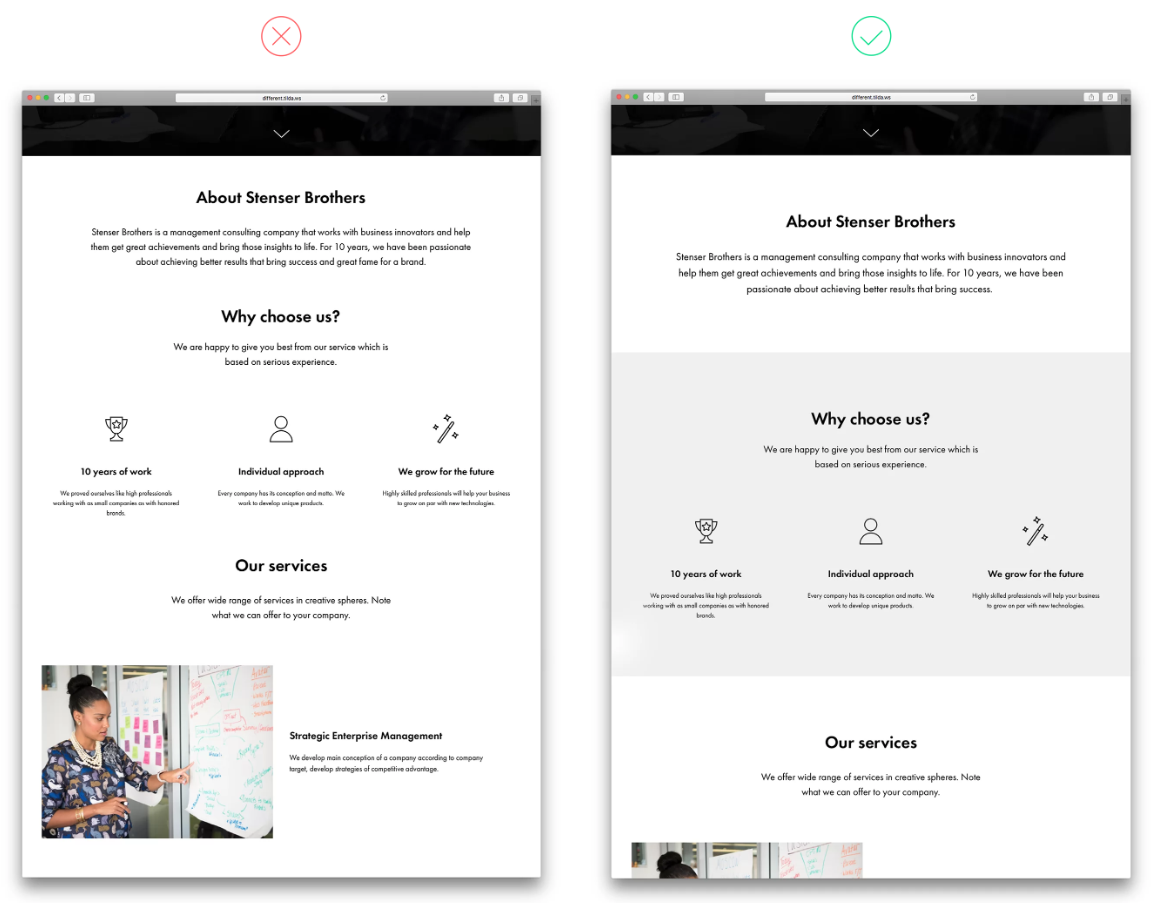 different.tilda.ws
About Stenser Brothers
Stenser Brothers is a management consulting company that works with business innovators and help
them get great achievements and bring those insights to life. For 10 years, we have been passionate
about achieving better results that bring success and great fame for a brand.
Why choose us?
We are happy to give you best from our service which is
based on serious experience.
10 years of work
We proved ourselves like high professionals
working with as small companies as with honored
brands.
Individual approach
Every company has its conception and motto. We
work to develop unique products.
We grow for the future
Highly skilled professionals will help your business
to grow on par with new technologies.
Our services
We offer wide range of services in creative spheres. Note
what we can offer to your company.
Strategic Enterprise Management
We develop main conception of a company according to company
target, develop strategies of competitive advantage.
different.tilda.ws
About Stenser Brothers
Stenser Brothers is a management consulting company that works with business innovators and
help them get great achievements and bring those insights to life. For 10 years, we have been
passionate about achieving better results that bring success.
Why choose us?
We are happy to give you best from our service which is
based on serious experience.
10 years of work
We proved ourselves like high professionals
working with as small companies as with honored
brands.
Individual approach
Every company has its conception and motto. We
work to develop unique products.
We grow for the future
Highly skilled professionals will help your business
to grow on par with new technologies.
Our services
We offer wide range of services in creative spheres. Note
what we can offer to your company.